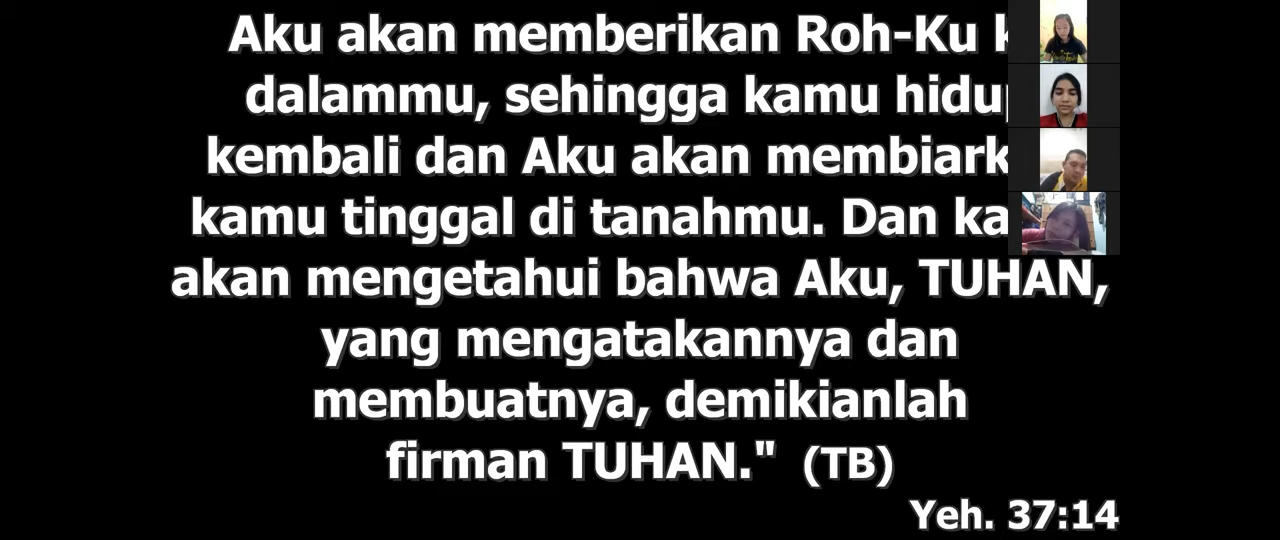 Aku akan memberikan Roh-Ku
dalammu, sehingga kamu
kembali dan Aku akan
kamu tinggal di tanahmu. Dan
akan mengetahui bahwa Aku, TUHAN,
yang mengatakannya dan
membuatnya, demikianlah
firman TUHAN." (TB)
Yeh. 37:14